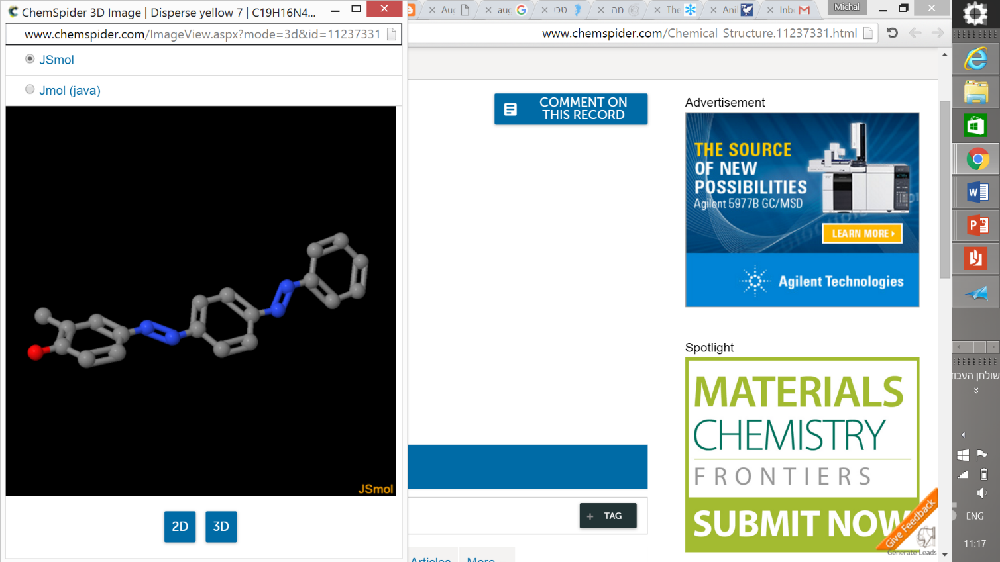 ChemSpider 3D Image | Disperse yellow 7 | C19H16N4...
www.chemspider.com/ImageView.aspx?mode=3d&id=11237331
JSmol
Jmol (java)
JSmol
2D
3D
Aug
aug
טבי
מה
The
Ani
Inb
Michal
www.chemspider.com/Chemical-Structure.11237331.html
COMMENT ON
THIS RECORD
+ TAG
Articles
More...
Advertisement
THE SOURCE
OF NEW
POSSIBILITIES
Agilent 5977B GC/MSD
LEARN MORE
Agilent Technologies
Spotlight
MATERIALS
CHEMISTRY
FRONTIERS
SUBMIT NOW
Give Feedback
Generate Leads
שולחן העבוד
ENG
11:17